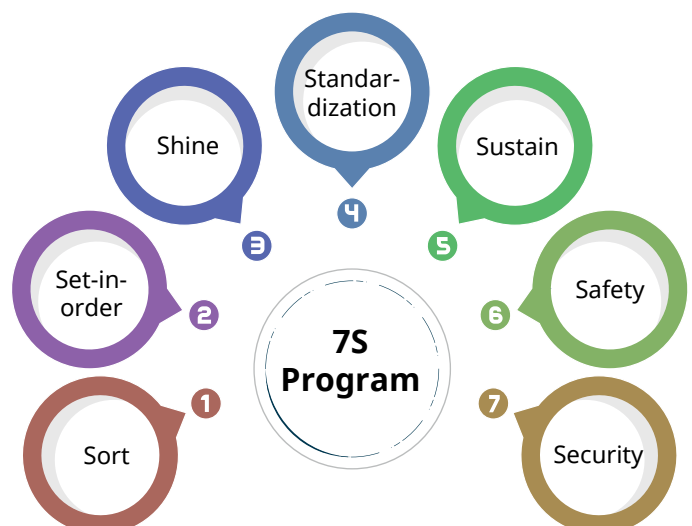 Standar-
dization
4
Shine
3
Sustain
5
Set-in-
order
2
Safety
6
7S
Program
Sort
1
Security
7